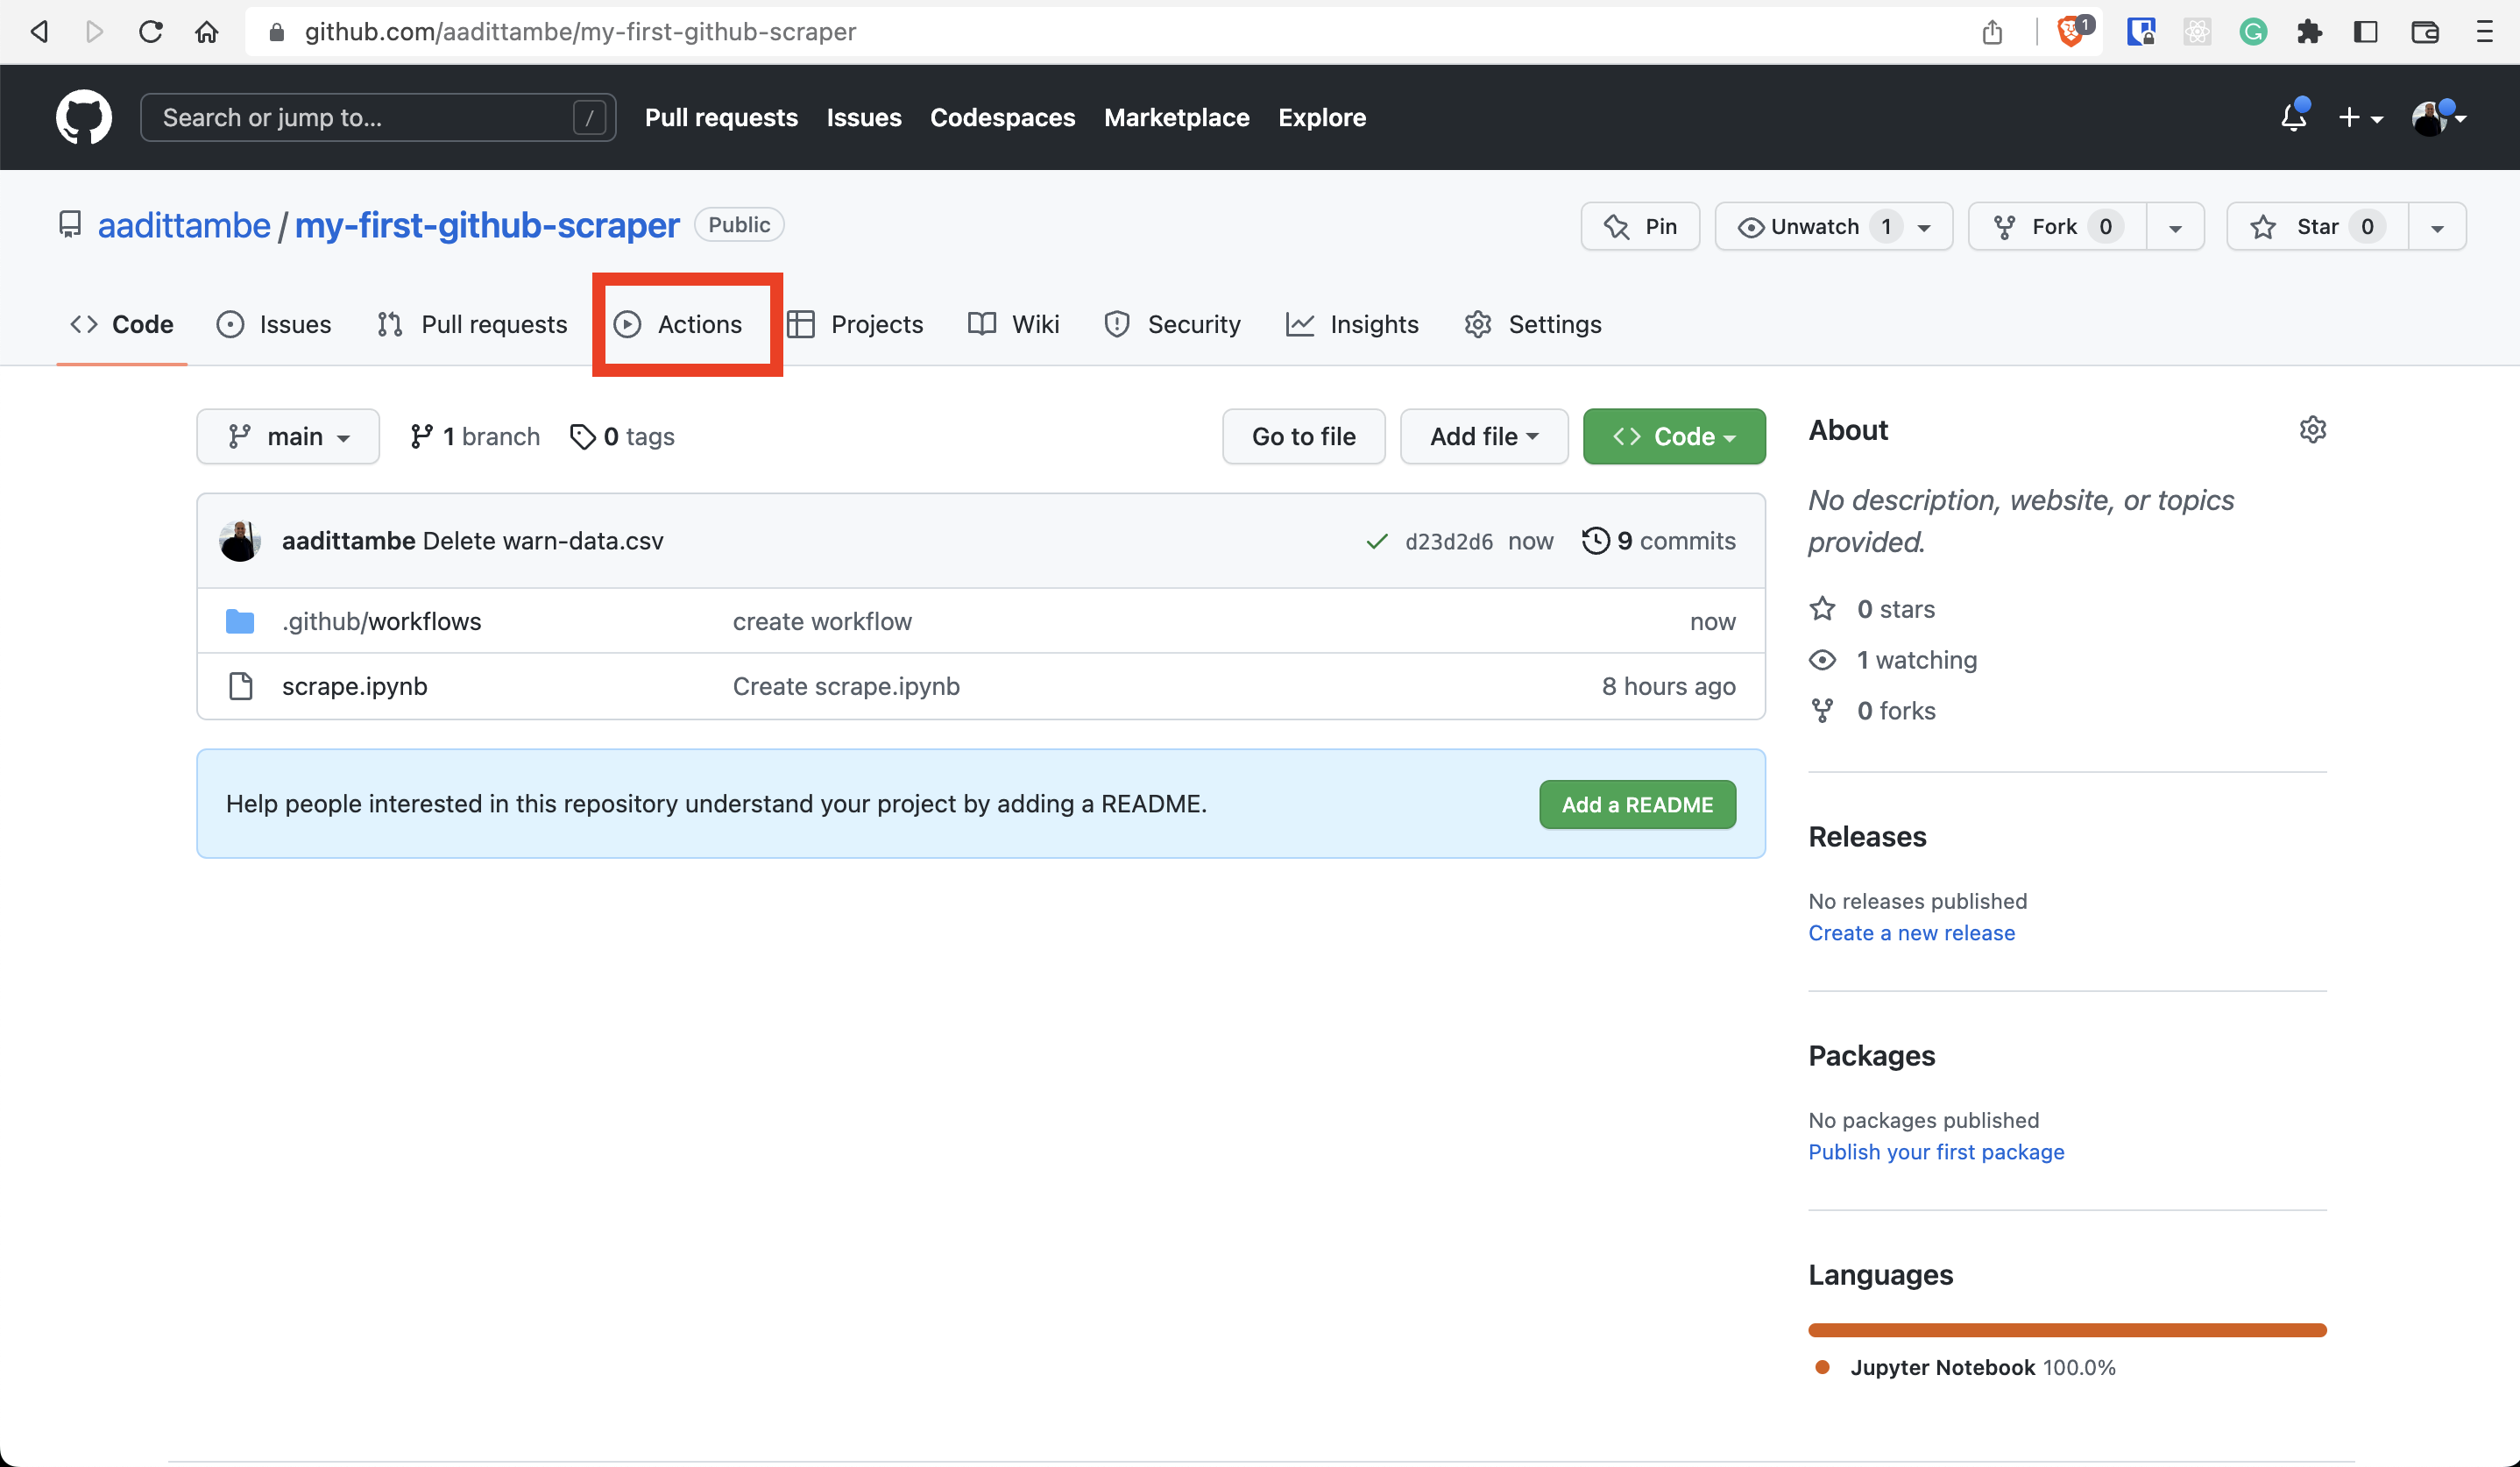 github.com/aadittambe/my-first-github-scraper
1
G
Search or jump to... /
Pull requests Issues Codespaces Marketplace Explore
aadittambe / my-first-github-scraper Public
Pin Unwatch 1 Fork 0 Star 0
Code Issues Pull requests Actions Projects Wiki Security Insights Settings
main 1 branch 0 tags Go to file Add file Code
aadittambe Delete warn-data.csv d23d2d6 now 9 commits
.github/workflows create workflow now
scrape.ipynb Create scrape.ipynb 8 hours ago
Help people interested in this repository understand your project by adding a README. Add a README
About
No description, website, or topics
provided.
0 stars
1 watching
0 forks
Releases
No releases published
Create a new release
Packages
No packages published
Publish your first package
Languages
Jupyter Notebook 100.0%